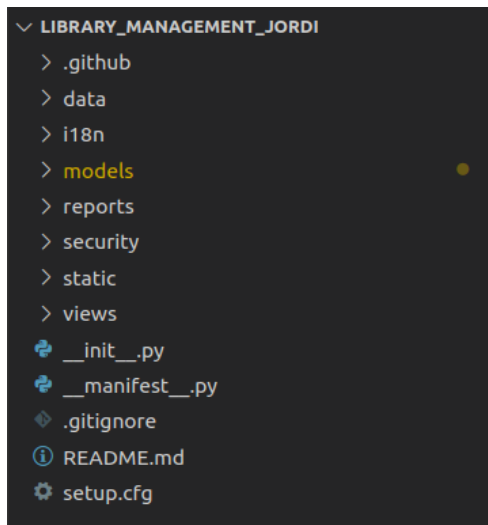 LIBRARY_MANAGEMENT_JORDI
.github
data
i18n
models
reports
security
static
views
__init__.py
__manifest__.py
.gitignore
README.md
setup.cfg